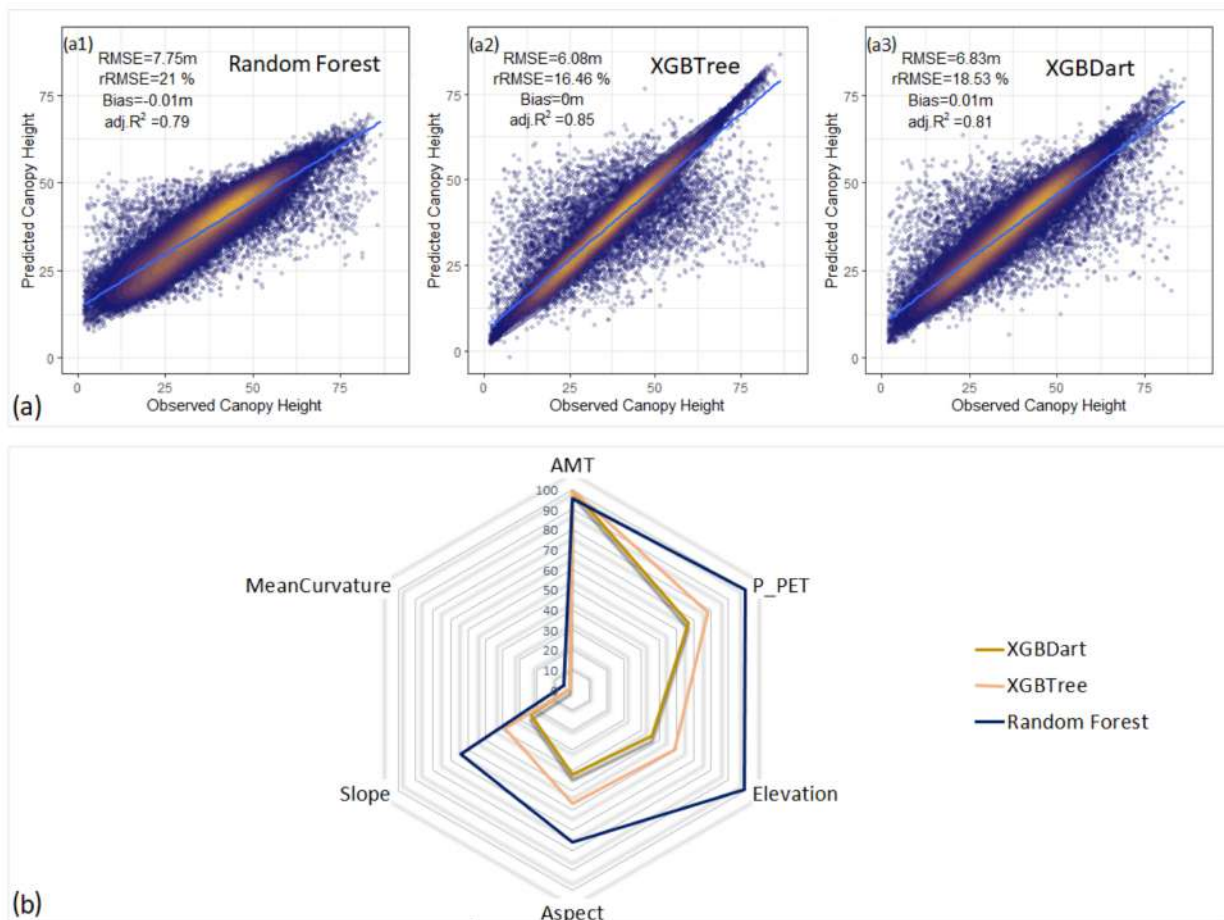 (a1)
RMSE=7.75m
rRMSE=21 %
Bias=-0.01m
adj.R² =0.79
Random Forest
Predicted Canopy Height
75
50
25
0
0 25 50 75
Observed Canopy Height
(a2)
RMSE=6.08m
rRMSE=16.46 %
Bias=0m
adj.R² =0.85
XGBTree
Predicted Canopy Height
75
50
25
0
0 25 50 75
Observed Canopy Height
(a3)
RMSE=6.83m
rRMSE=18.53 %
Bias=0.01m
adj.R² =0.81
XGBDart
Predicted Canopy Height
75
50
25
0
0 25 50 75
Observed Canopy Height
(a)
AMT
100
90
80
70
60
50
40
30
20
10
0
MeanCurvature
P_PET
Slope
Elevation
Aspect
XGBDart
XGBTree
Random Forest
(b)